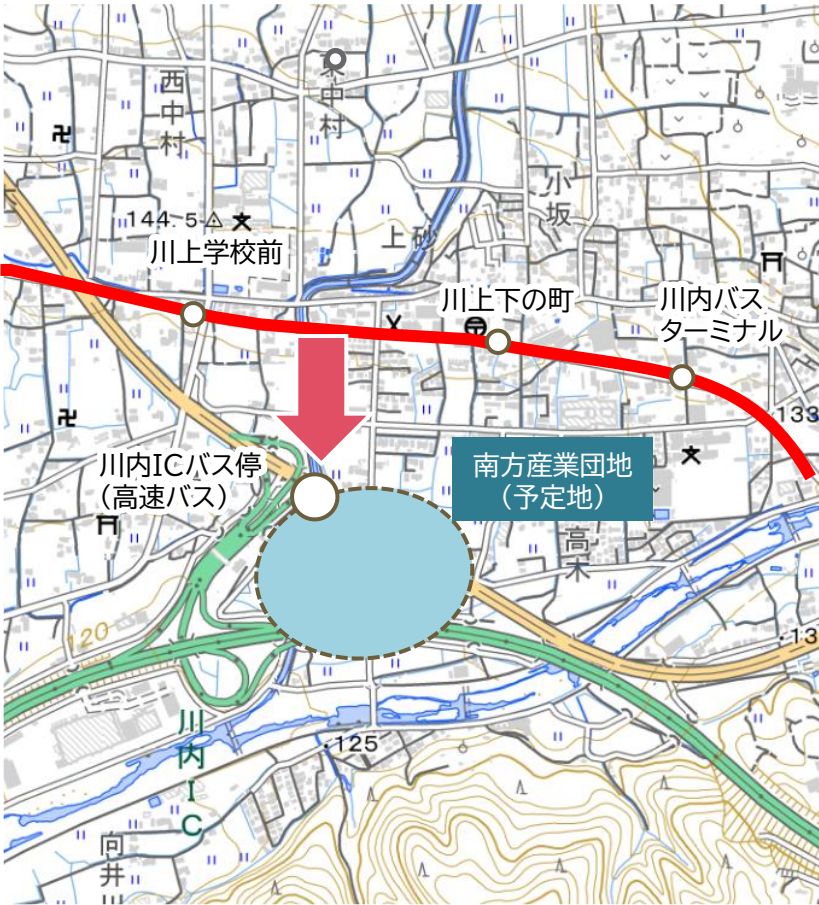 西中村
東中村
小坂
144.5
上砂
川上学校前
川上下の町
川内バス
ターミナル
133
川内ICバス停
（高速バス）
南方産業団地
（予定地）
高木
120
13
川内IC
125
向井